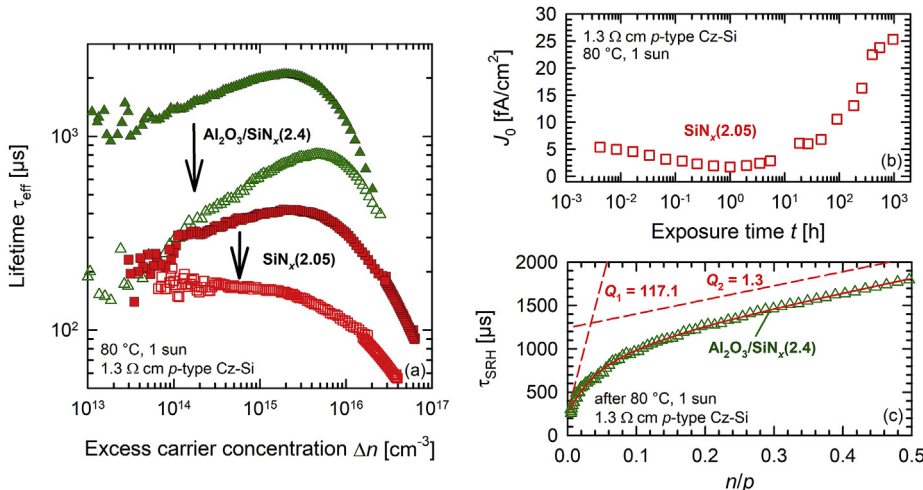 Lifetime τeff [µs]
10³
10²
Al₂O₃/SiNₓ(2.4)
SiNₓ(2.05)
80 °C, 1 sun
1.3 Ω cm p-type Cz-Si
(a)
10¹³ 10¹⁴ 10¹⁵ 10¹⁶ 10¹⁷
Excess carrier concentration Δn [cm⁻³]
J₀ [fA/cm²]
30
25
20
15
10
5
0
1.3 Ω cm p-type Cz-Si
80 °C, 1 sun
SiNₓ(2.05)
(b)
10⁻³ 10⁻² 10⁻¹ 10⁰ 10¹ 10² 10³
Exposure time t [h]
τSRH [µs]
2000
1600
1200
800
400
0
Q₁ = 117.1
Q₂ = 1.3
Al₂O₃/SiNₓ(2.4)
after 80 °C, 1 sun
1.3 Ω cm p-type Cz-Si
(c)
0.0 0.1 0.2 0.3 0.4 0.5
n/p